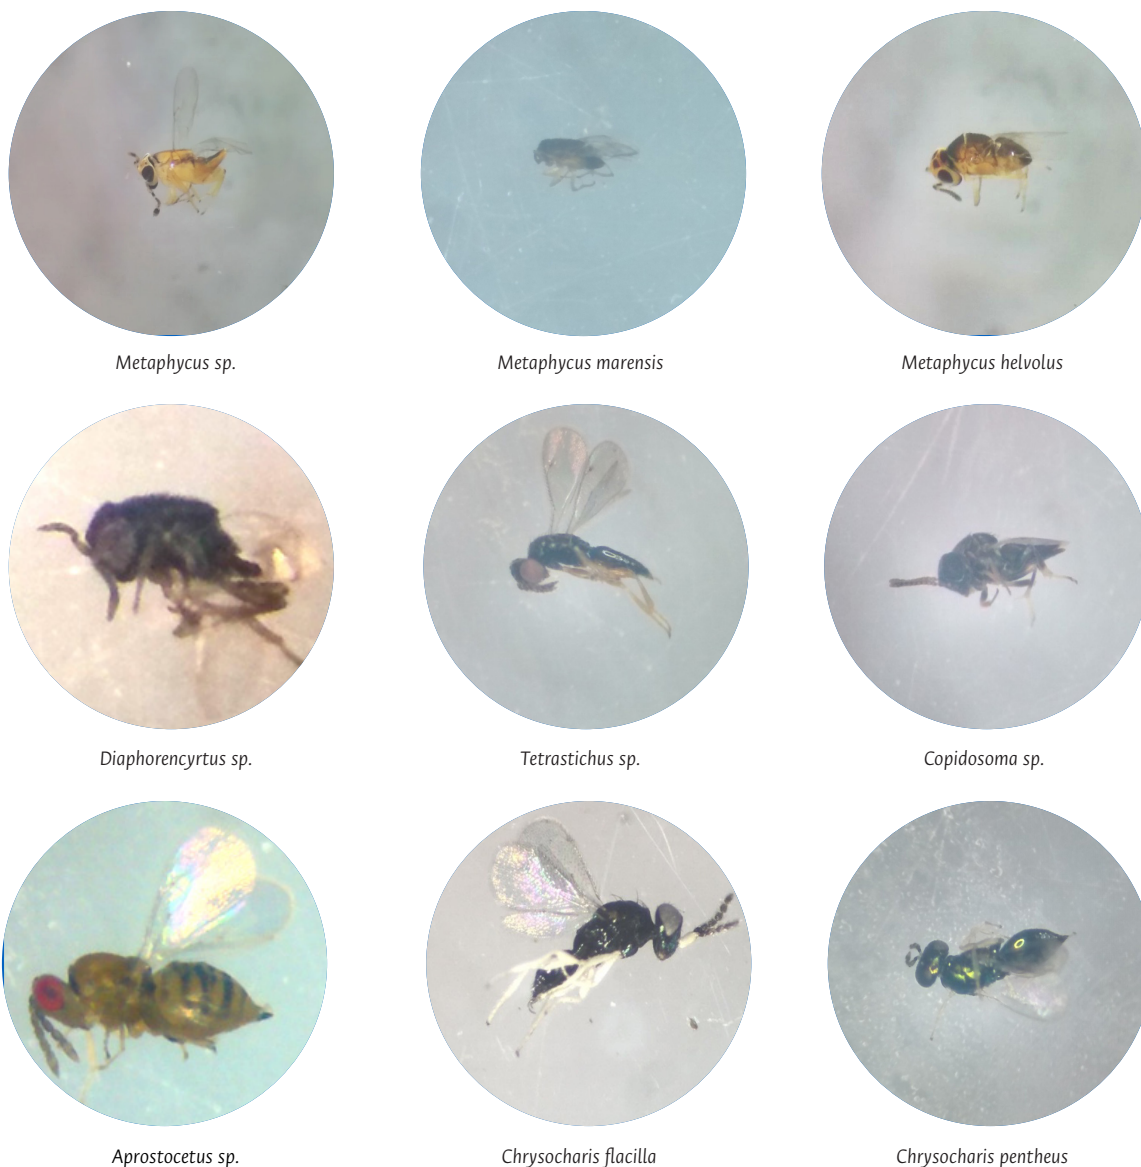 Metaphycus sp.
Metaphycus marensis
Metaphycus helvolus
Diaphorencyrtus sp.
Tetrastichus sp.
Copidosoma sp.
Aprostocetus sp.
Chrysocharis flacilla
Chrysocharis pentheus